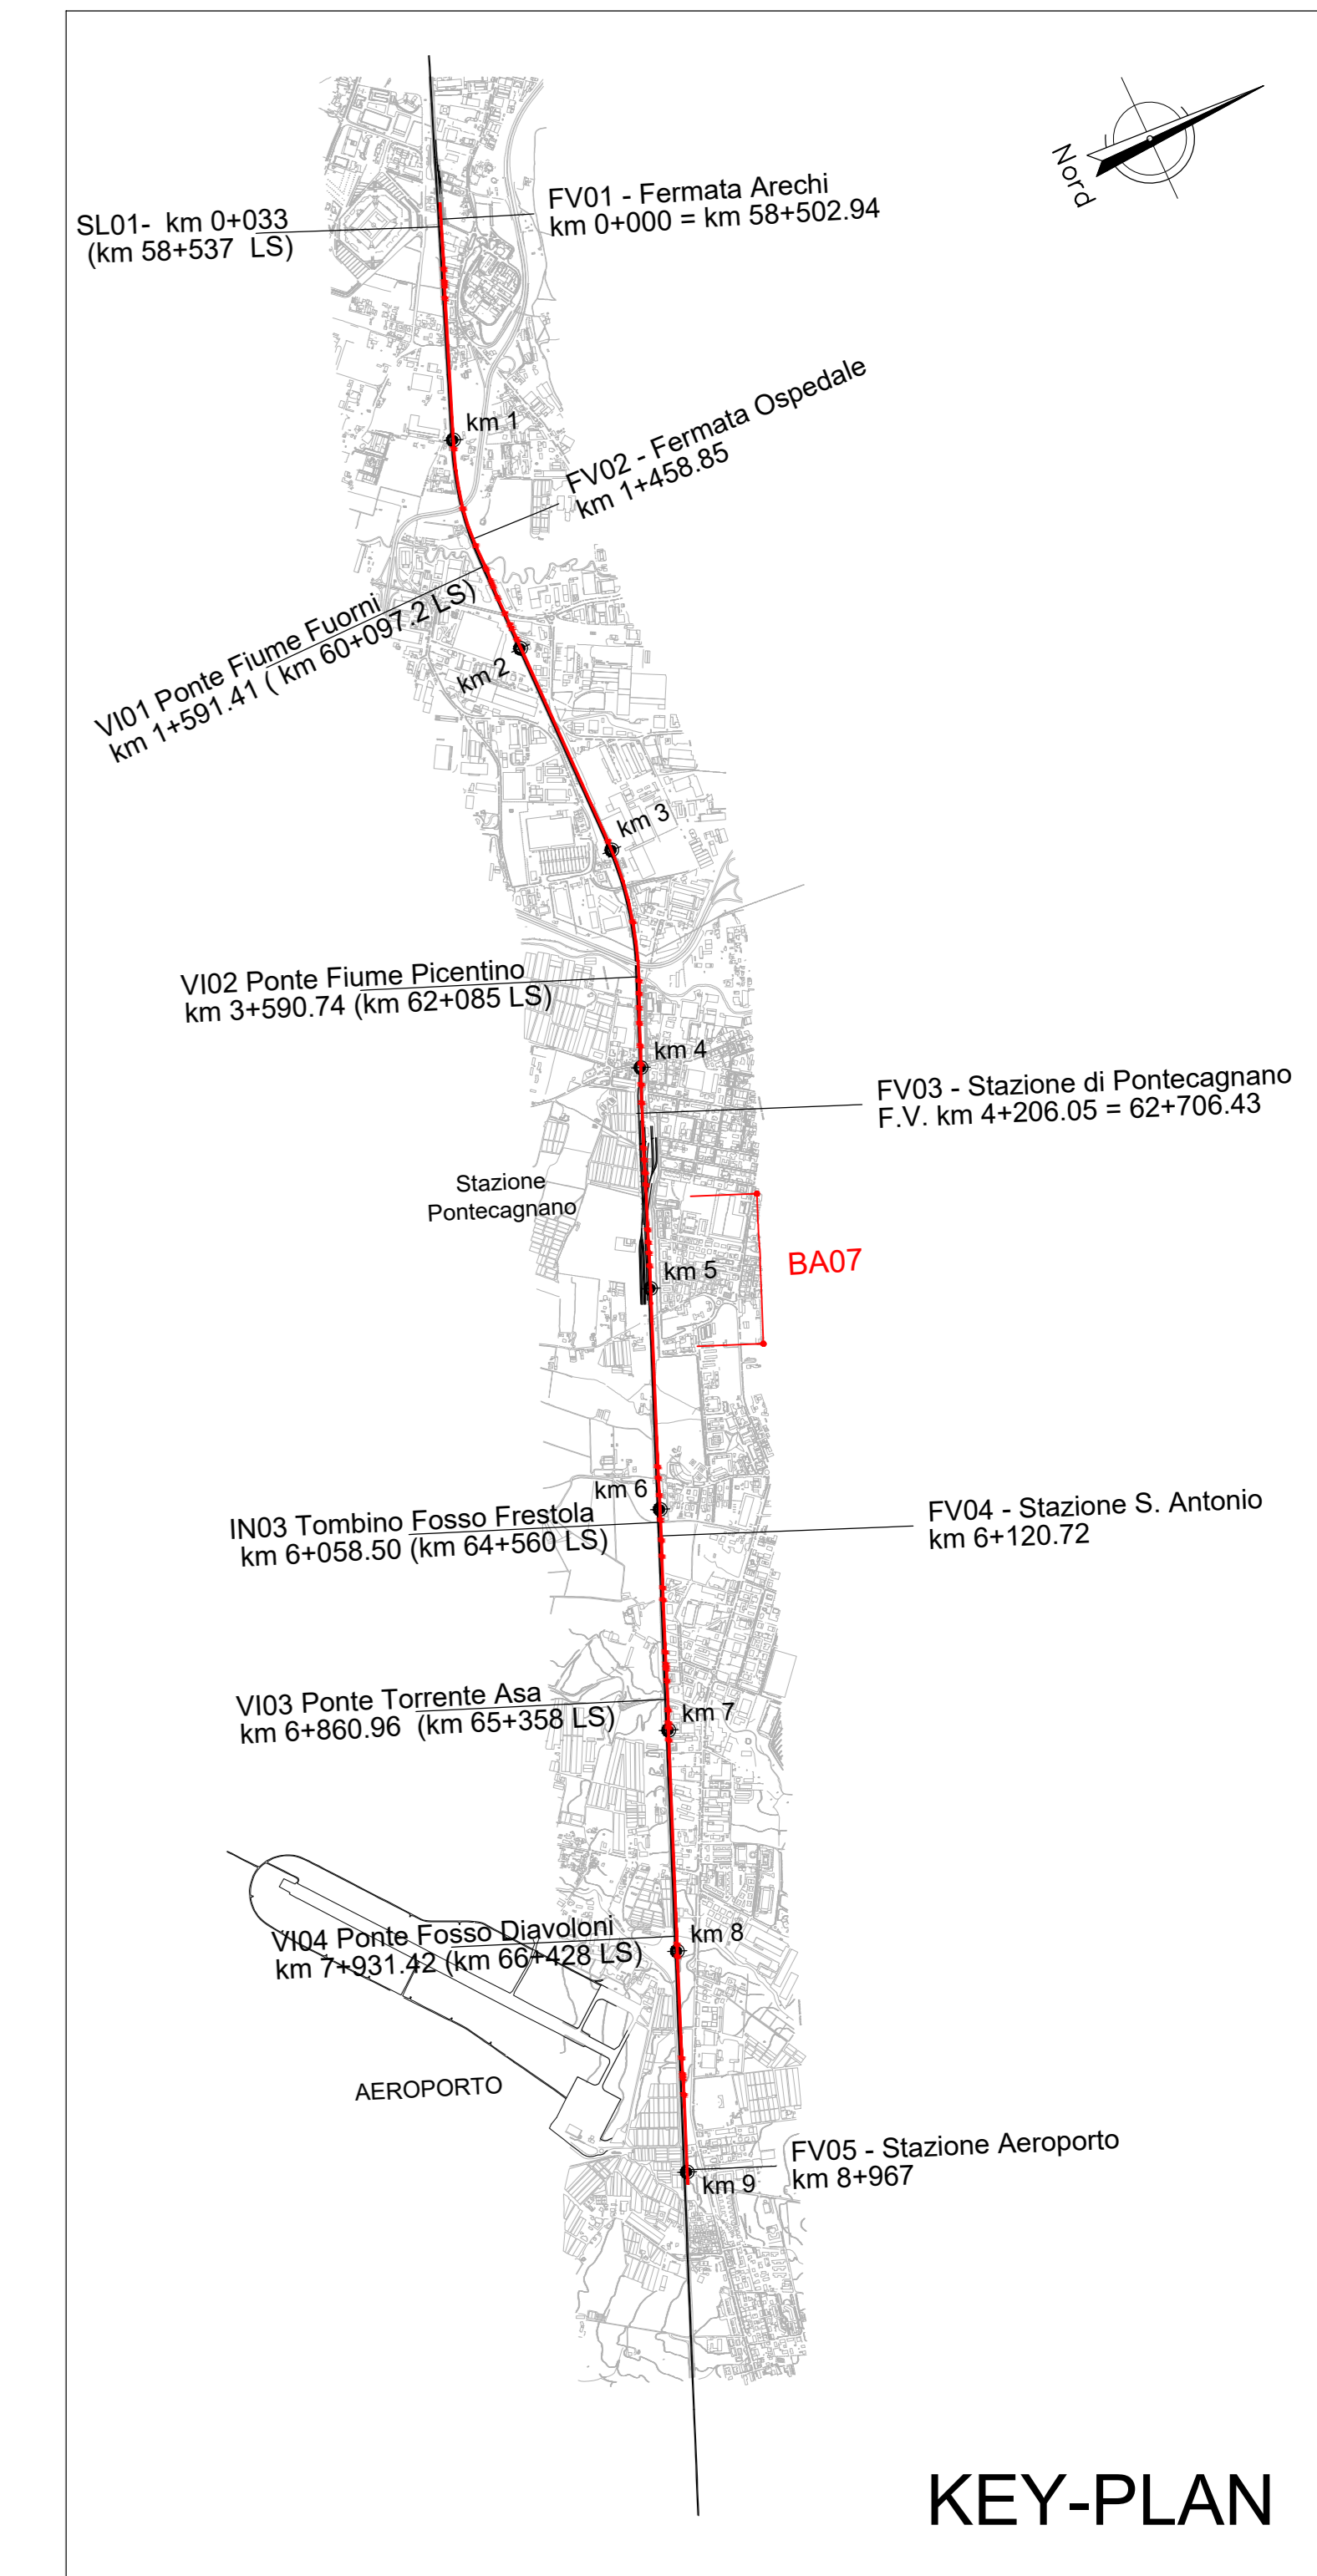 Nord
FV01 - Fermata Arechi
km 0+000 = km 58+502.94
SL01-  km 0+033
(km 58+537  LS)
km 1
FV02 - Fermata Ospedale
km 1+458.85
VI01 Ponte Fiume Fuorni
km 1+591.41 ( km 60+097.2 LS)
km 2
km 3
VI02 Ponte Fiume Picentino
km 3+590.74 (km 62+085 LS)
km 4
FV03 - Stazione di Pontecagnano
F.V. km 4+206.05 = 62+706.43
Stazione
Pontecagnano
BA07
km 5
km 6
IN03 Tombino Fosso Frestola
km 6+058.50 (km 64+560 LS)
FV04 - Stazione S. Antonio
km 6+120.72
VI03 Ponte Torrente Asa
km 6+860.96  (km 65+358 LS)
km 7
VI04 Ponte Fosso Diavoloni
km 7+931.42 (km 66+428 LS)
km 8
AEROPORTO
FV05 - Stazione Aeroporto
km 8+967
km 9
KEY-PLAN